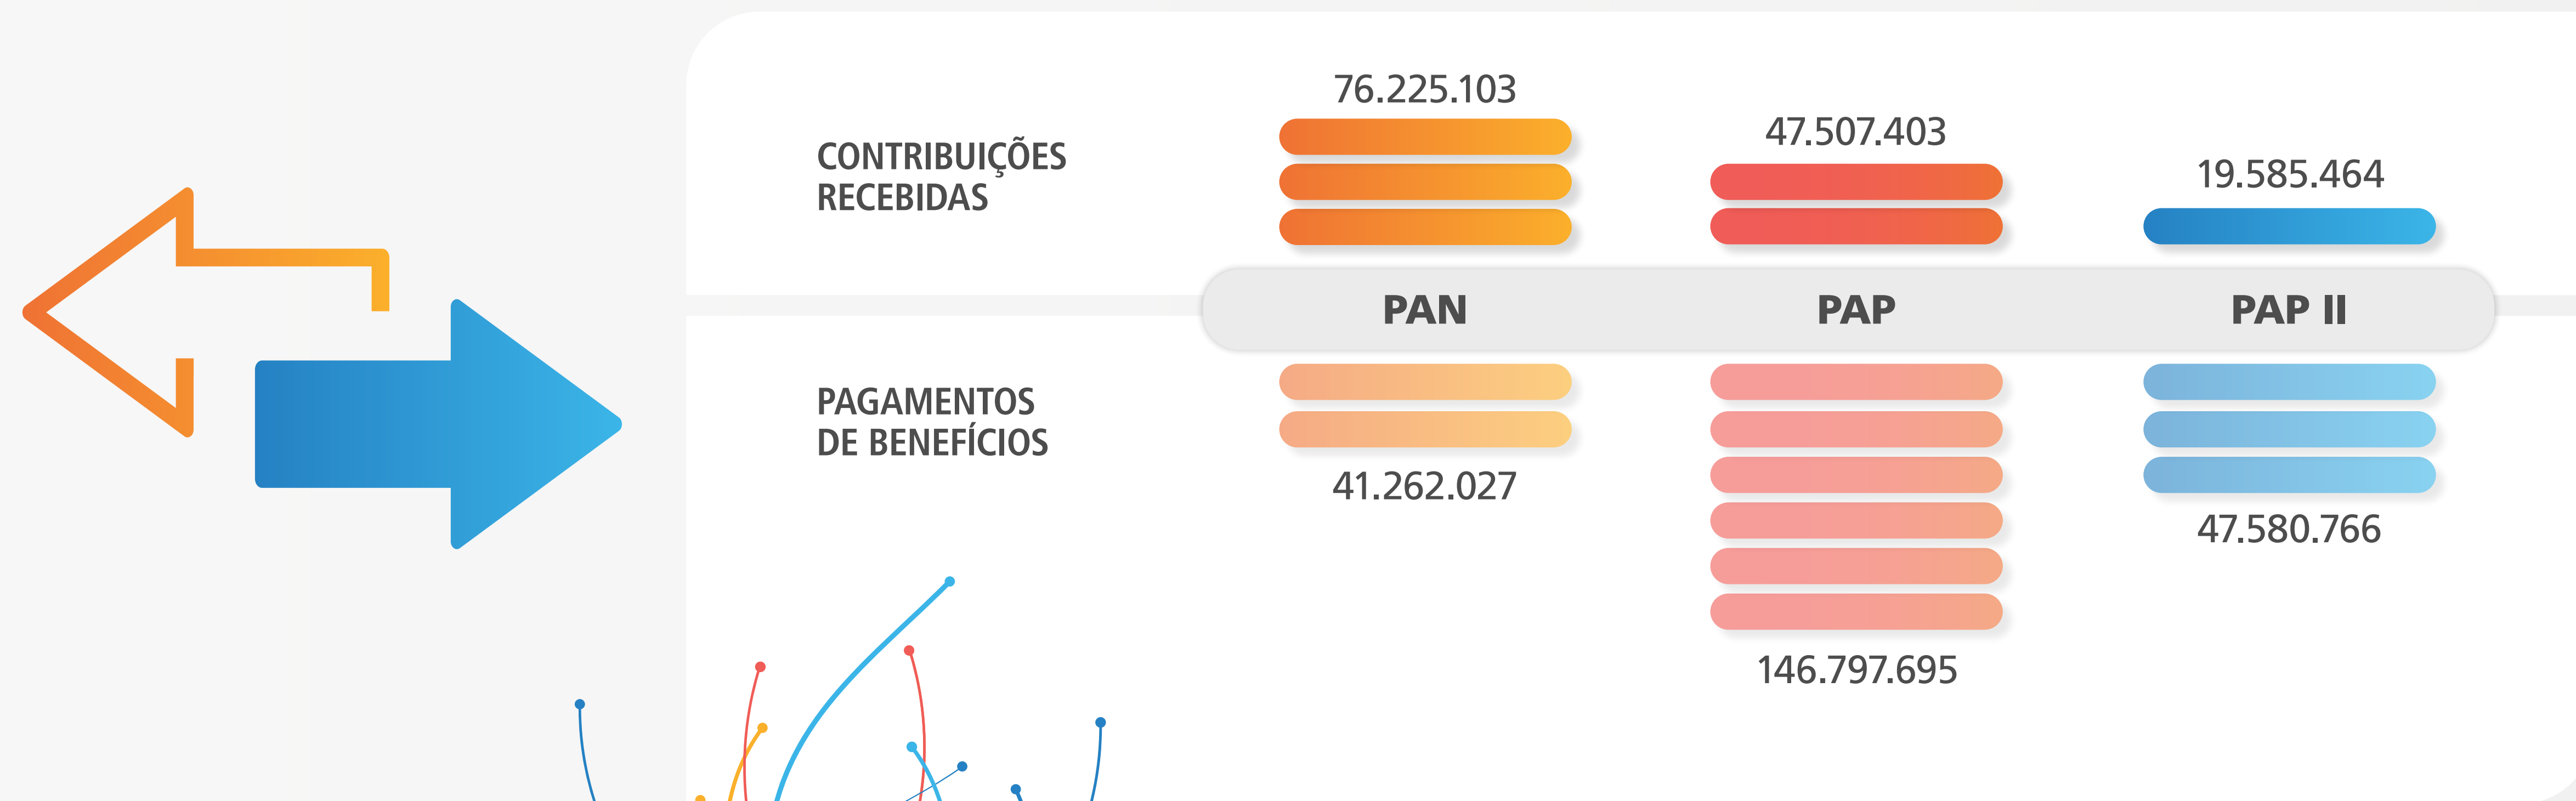 CONTRIBUIÇÕES
RECEBIDAS
76.225.103
47.507.403
19.585.464
PAN
PAP
PAP II
PAGAMENTOS
DE BENEFÍCIOS
41.262.027
146.797.695
47.580.766